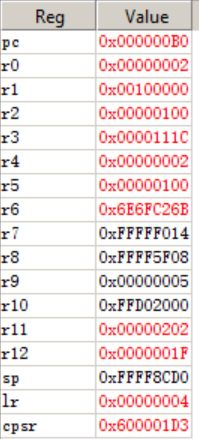 Reg Value
pc 0x000000B0
r0 0x00000002
r1 0x00100000
r2 0x00000100
r3 0x0000111C
r4 0x00000002
r5 0x00000100
r6 0x6E6FC26B
r7 0xFFFFF014
r8 0xFFFF5F08
r9 0x00000005
r10 0xFFD02000
r11 0x00000202
r12 0x0000001F
sp 0xFFFF8CD0
lr 0x00000004
cpsr 0x600001D3